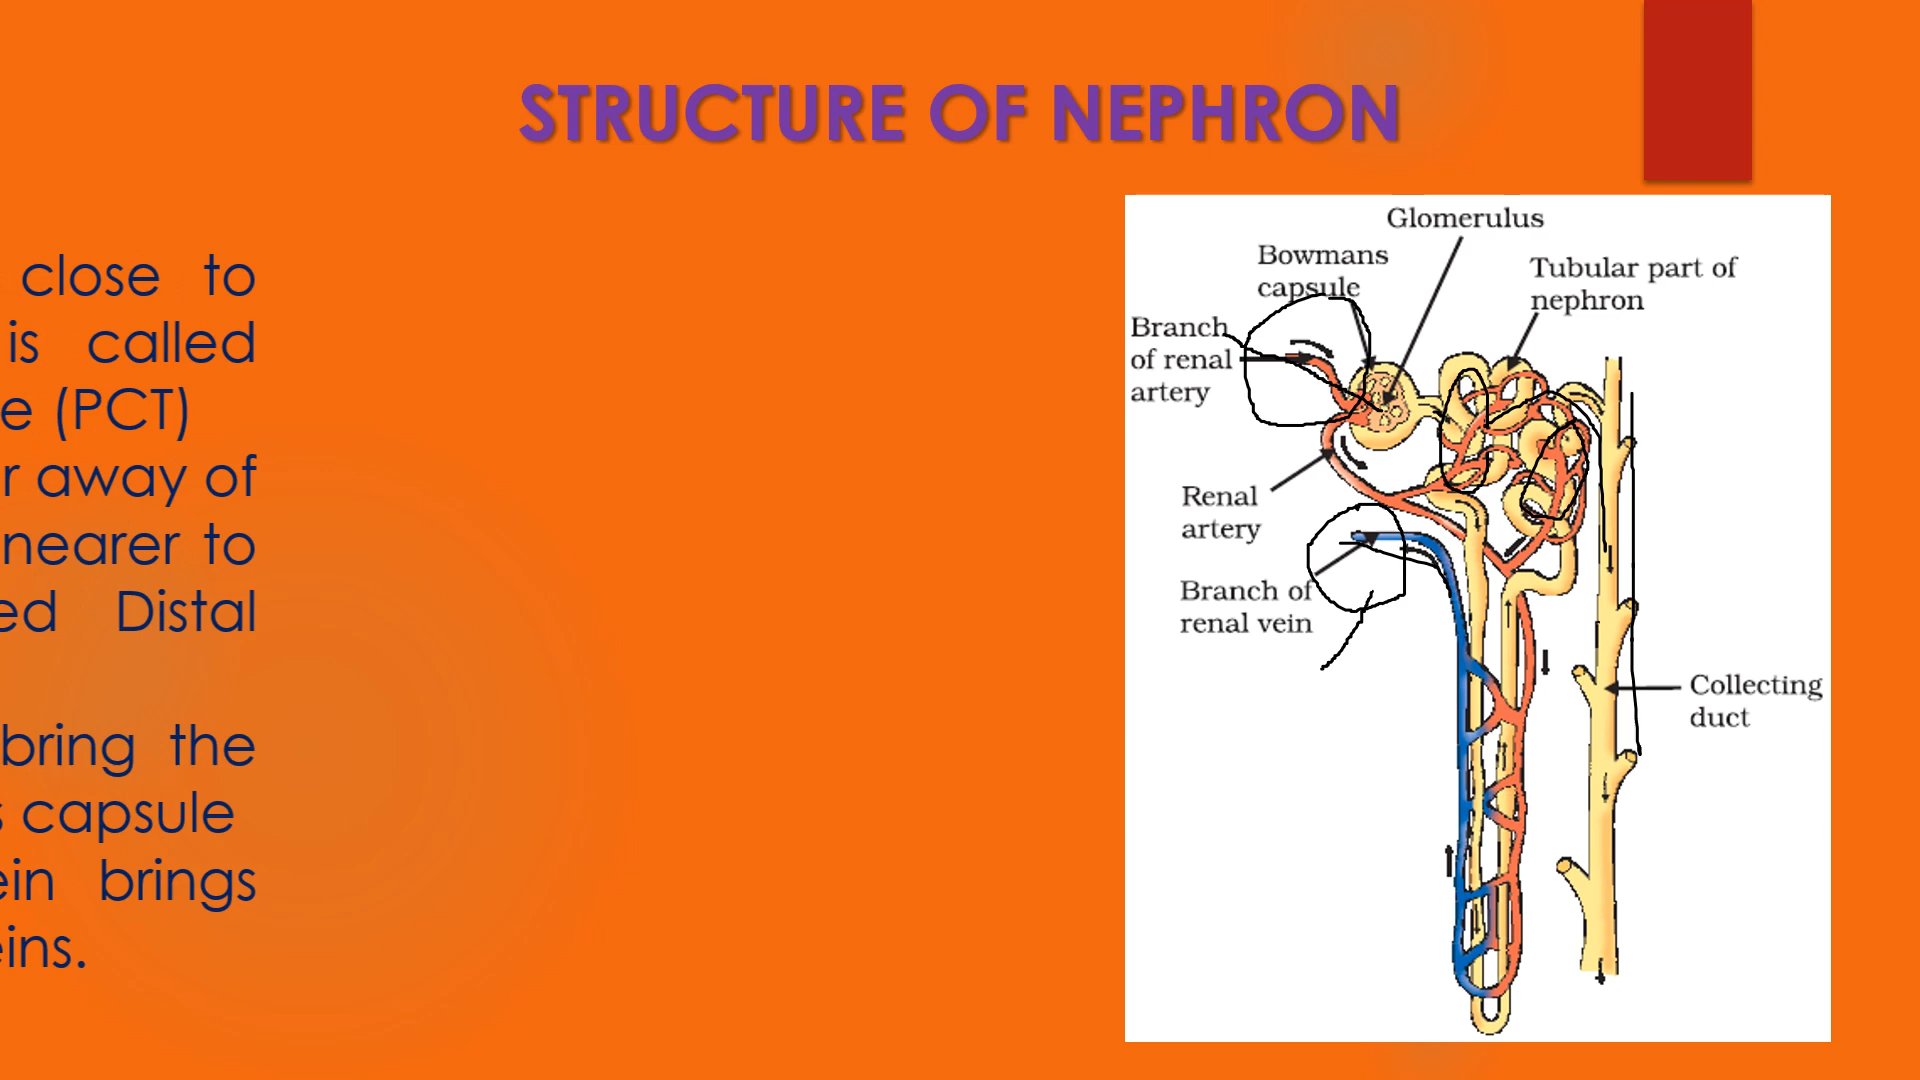 STRUCTURE OF NEPHRON
close to
is called
e (PCT)
r away of
nearer to
ed Distal
bring the
s capsule
ein brings
eins.
Glomerulus
Bowmans
capsule
Tubular part of
nephron
Branch
of renal
artery
Renal
artery
Branch of
renal vein
Collecting
duct